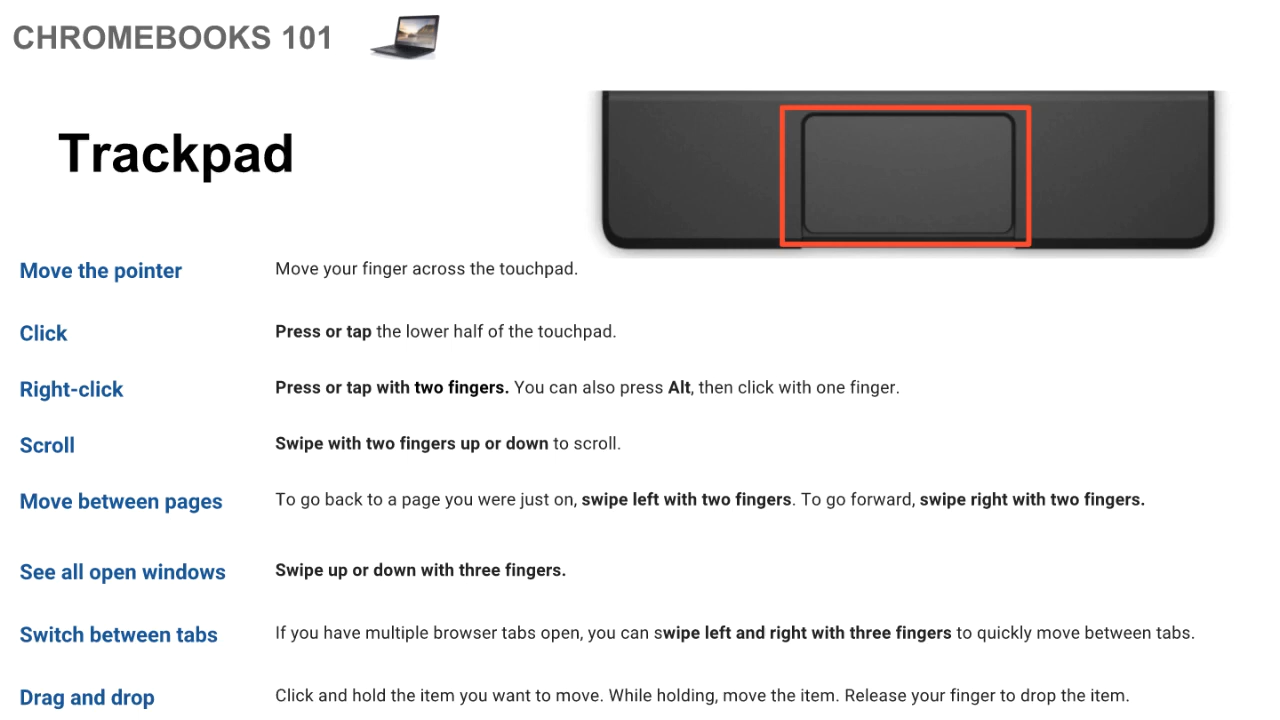 CHROMEBOOKS 101
Trackpad
Move the pointer Move your finger across the touchpad.
Click Press or tap the lower half of the touchpad.
Right-click Press or tap with two fingers. You can also press Alt, then click with one finger.
Scroll Swipe with two fingers up or down to scroll.
Move between pages To go back to a page you were just on, swipe left with two fingers. To go forward, swipe right with two fingers.
See all open windows Swipe up or down with three fingers.
Switch between tabs If you have multiple browser tabs open, you can swipe left and right with three fingers to quickly move between tabs.
Drag and drop Click and hold the item you want to move. While holding, move the item. Release your finger to drop the item.